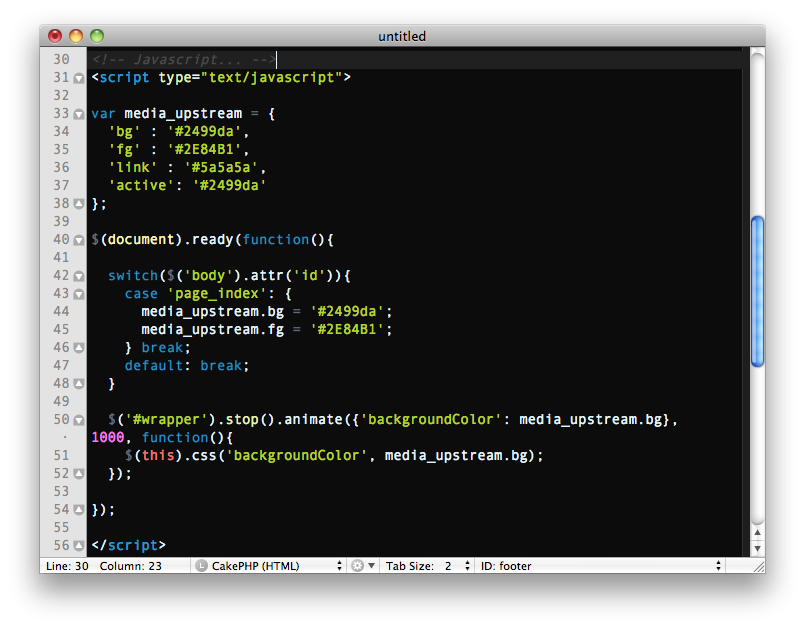 untitled
30 <!-- Javascript... -->
31 <script type="text/javascript">
32
33 var media_upstream = {
34   'bg' : '#2499da',
35   'fg' : '#2E84B1',
36   'link' : '#5a5a5a',
37   'active': '#2499da'
38 };
39
40 $(document).ready(function(){
41
42   switch($('body').attr('id')){
43     case 'page_index': {
44       media_upstream.bg = '#2499da';
45       media_upstream.fg = '#2E84B1';
46     } break;
47     default: break;
48   }
49
50   $('#wrapper').stop().animate({'backgroundColor': media_upstream.bg},
· 1000, function(){
51     $(this).css('backgroundColor', media_upstream.bg);
52   });
53
54 });
55
56 </script>
Line: 30 Column: 23 L CakePHP (HTML) Tab Size: 2 ID: footer